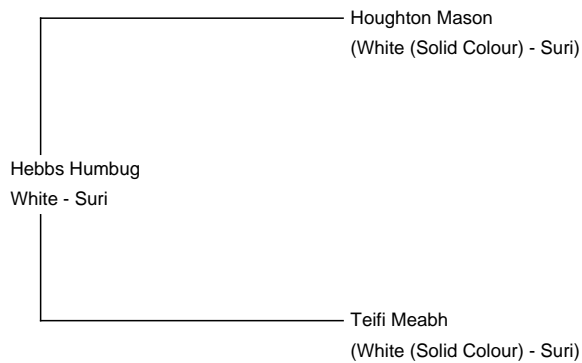 Houghton Mason
(White (Solid Colour) - Suri)
Hebbs Humbug
White - Suri
Teifi Meabh
(White (Solid Colour) - Suri)